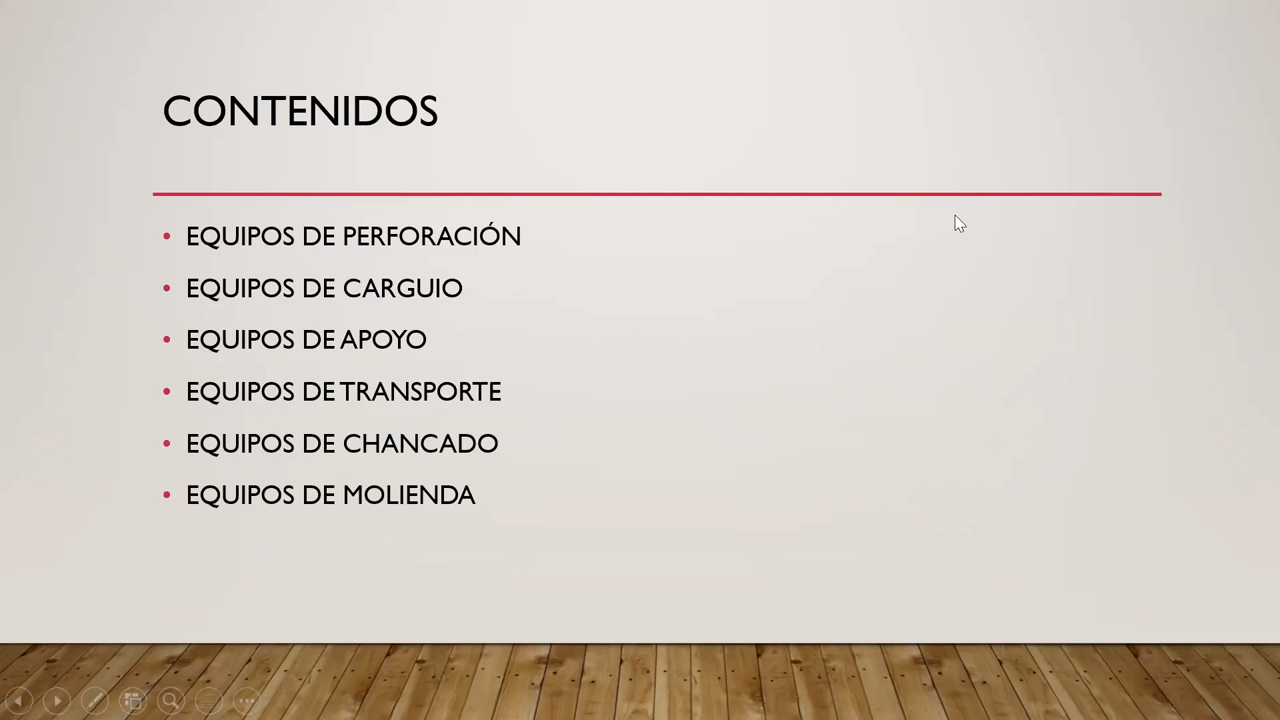 CONTENIDOS
• EQUIPOS DE PERFORACIÓN
• EQUIPOS DE CARGUIO
• EQUIPOS DE APOYO
• EQUIPOS DE TRANSPORTE
• EQUIPOS DE CHANCADO
• EQUIPOS DE MOLIENDA